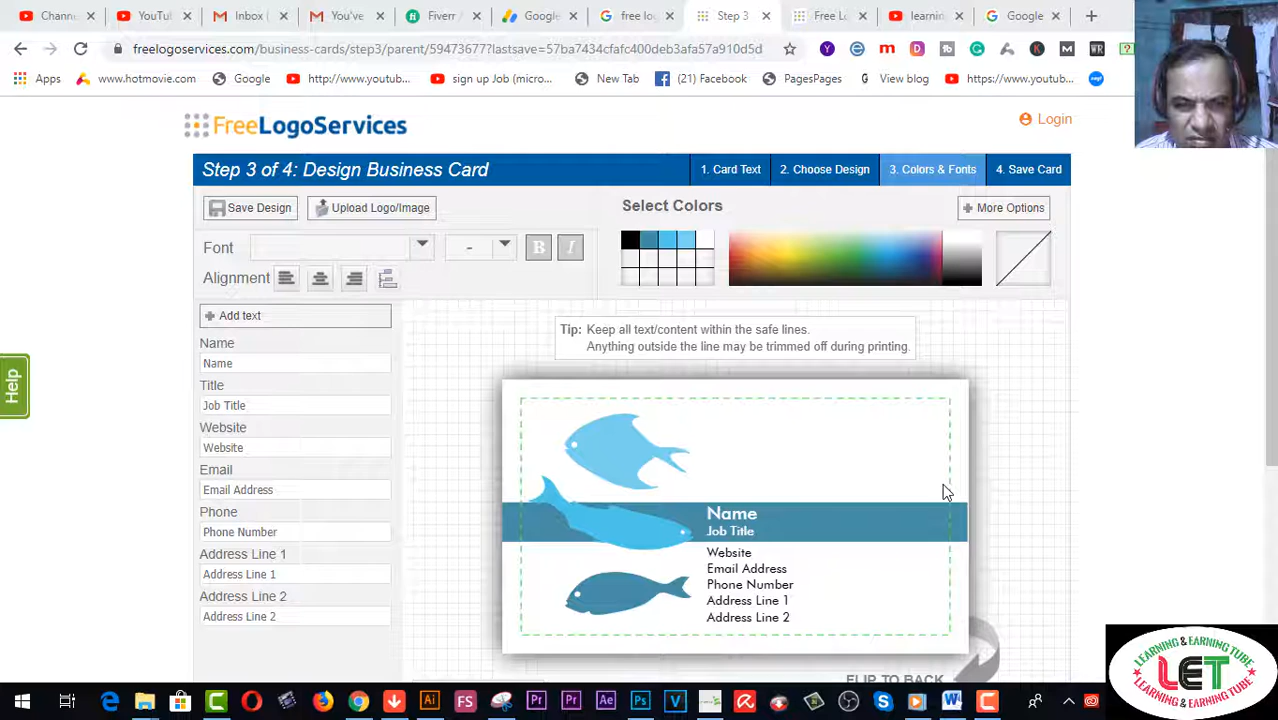 Channe
YouTub
Inbox (
You've
Fiverr /
Google
free log
Step 3
Free Lo
learnin
Google
freelogoservices.com/business-cards/step3/parent/59473677?lastsave=57ba7434cfafc400deb3afa57a910d5d
Apps
www.hotmovie.com
Google
http://www.youtub...
sign up Job (micro...
New Tab
(21) Facebook
PagesPages
View blog
https://www.youtub...
FreeLogoServices
Login
Step 3 of 4: Design Business Card
1. Card Text
2. Choose Design
3. Colors & Fonts
4. Save Card
Save Design
Upload Logo/Image
Select Colors
More Options
Font
-
B
I
Alignment
Add text
Tip: Keep all text/content within the safe lines.
Anything outside the line may be trimmed off during printing.
Name
Name
Title
Job Title
Website
Website
Email
Email Address
Phone
Phone Number
Address Line 1
Address Line 1
Address Line 2
Address Line 2
Help
Name
Job Title
Website
Email Address
Phone Number
Address Line 1
Address Line 2
FLIP TO BACK
LEARNING & EARNING TUBE
LET
LEARNING & EARNING TUBE